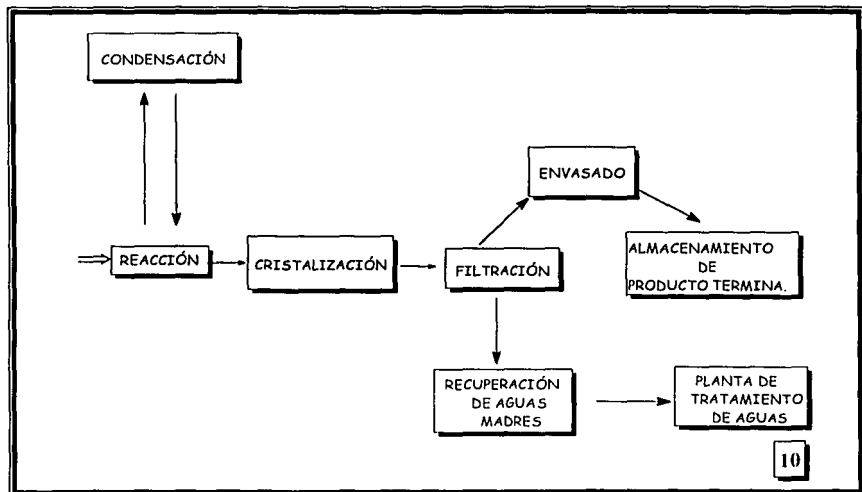 CONDENSACIÓN
ENVASADO
REACCIÓN
CRISTALIZACIÓN
FILTRACIÓN
ALMACENAMIENTO
DE
PRODUCTO TERMINA.
RECUPERACIÓN
DE AGUAS
MADRES
PLANTA DE
TRATAMIENTO
DE AGUAS
10